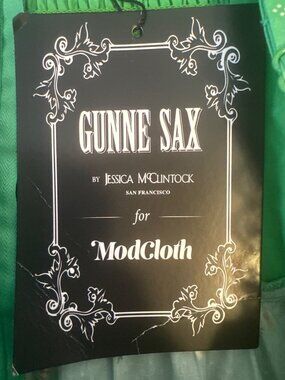 GUNNE SAX
BY JESSICA McCLINTOCK
SAN FRANCISCO
for
ModCloth